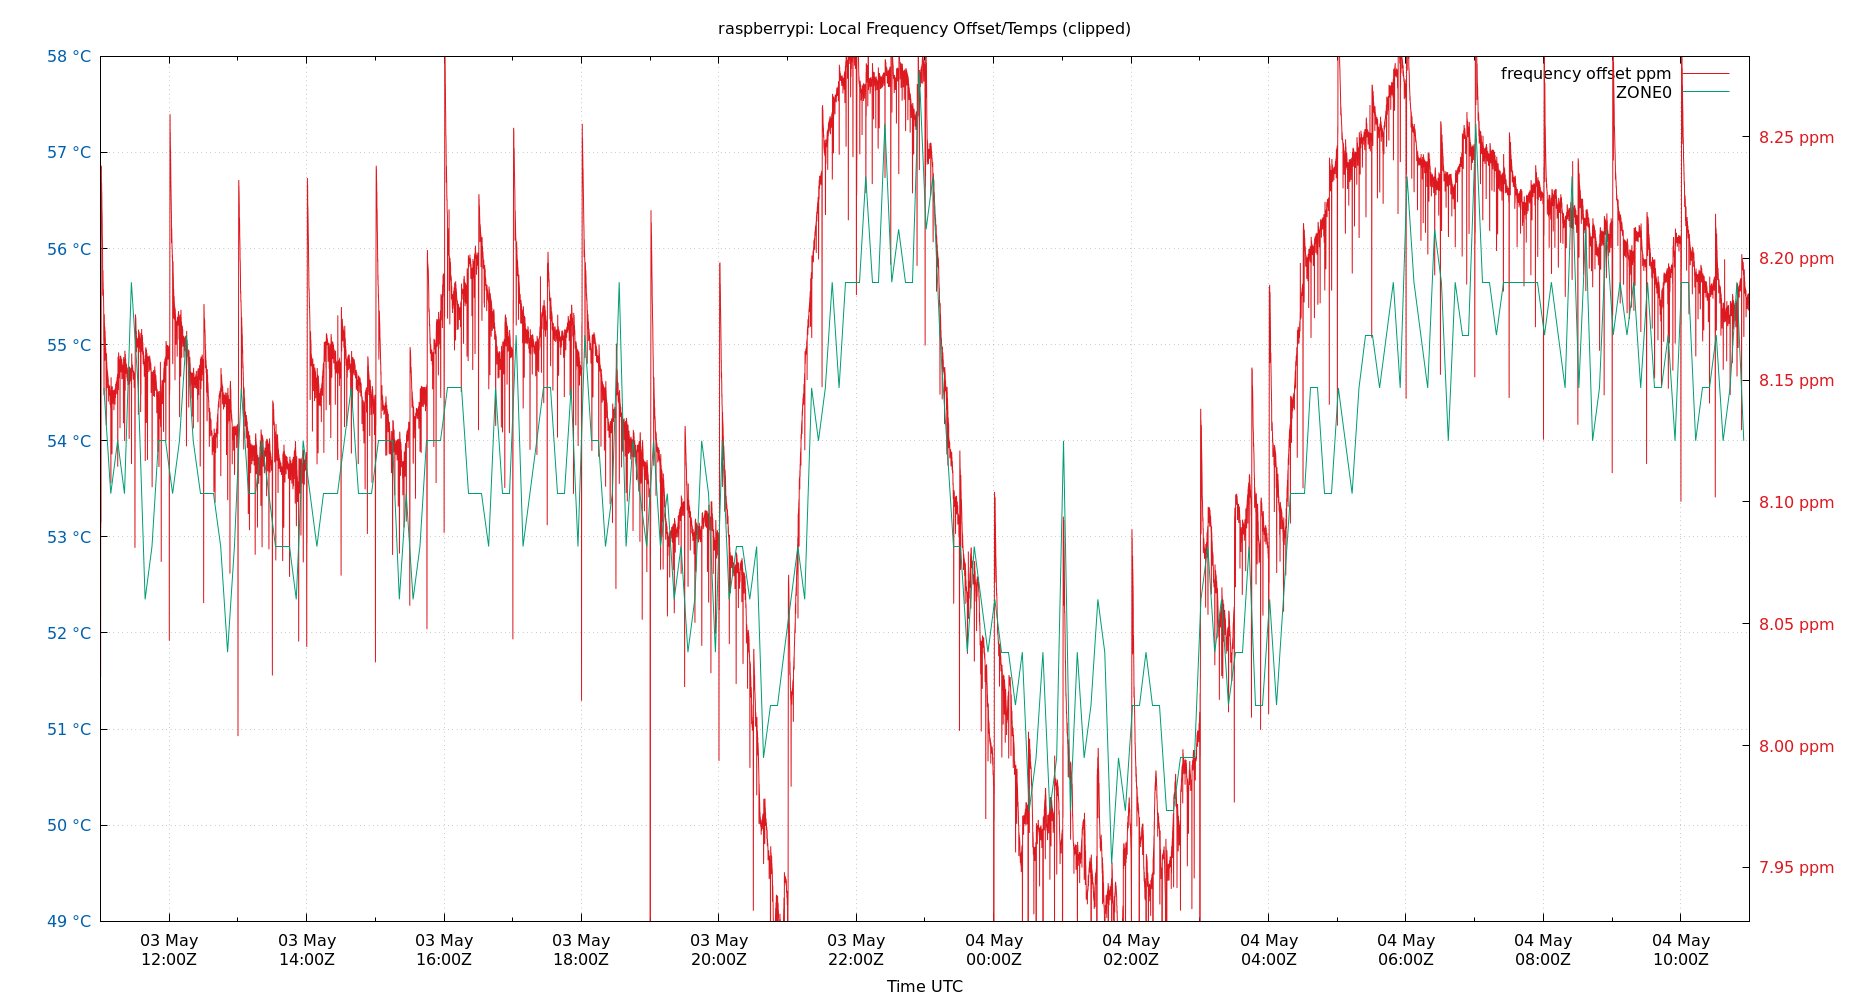 raspberrypi: Local Frequency Offset/Temps (clipped)
58 °C
57 °C
56 °C
55 °C
54 °C
53 °C
52 °C
51 °C
50 °C
49 °C
frequency offset ppm
ZONE0
8.25 ppm
8.20 ppm
8.15 ppm
8.10 ppm
8.05 ppm
8.00 ppm
7.95 ppm
03 May 03 May 03 May 03 May 03 May 03 May 04 May 04 May 04 May 04 May 04 May 04 May
12:00Z 14:00Z 16:00Z 18:00Z 20:00Z 22:00Z 00:00Z 02:00Z 04:00Z 06:00Z 08:00Z 10:00Z
Time UTC